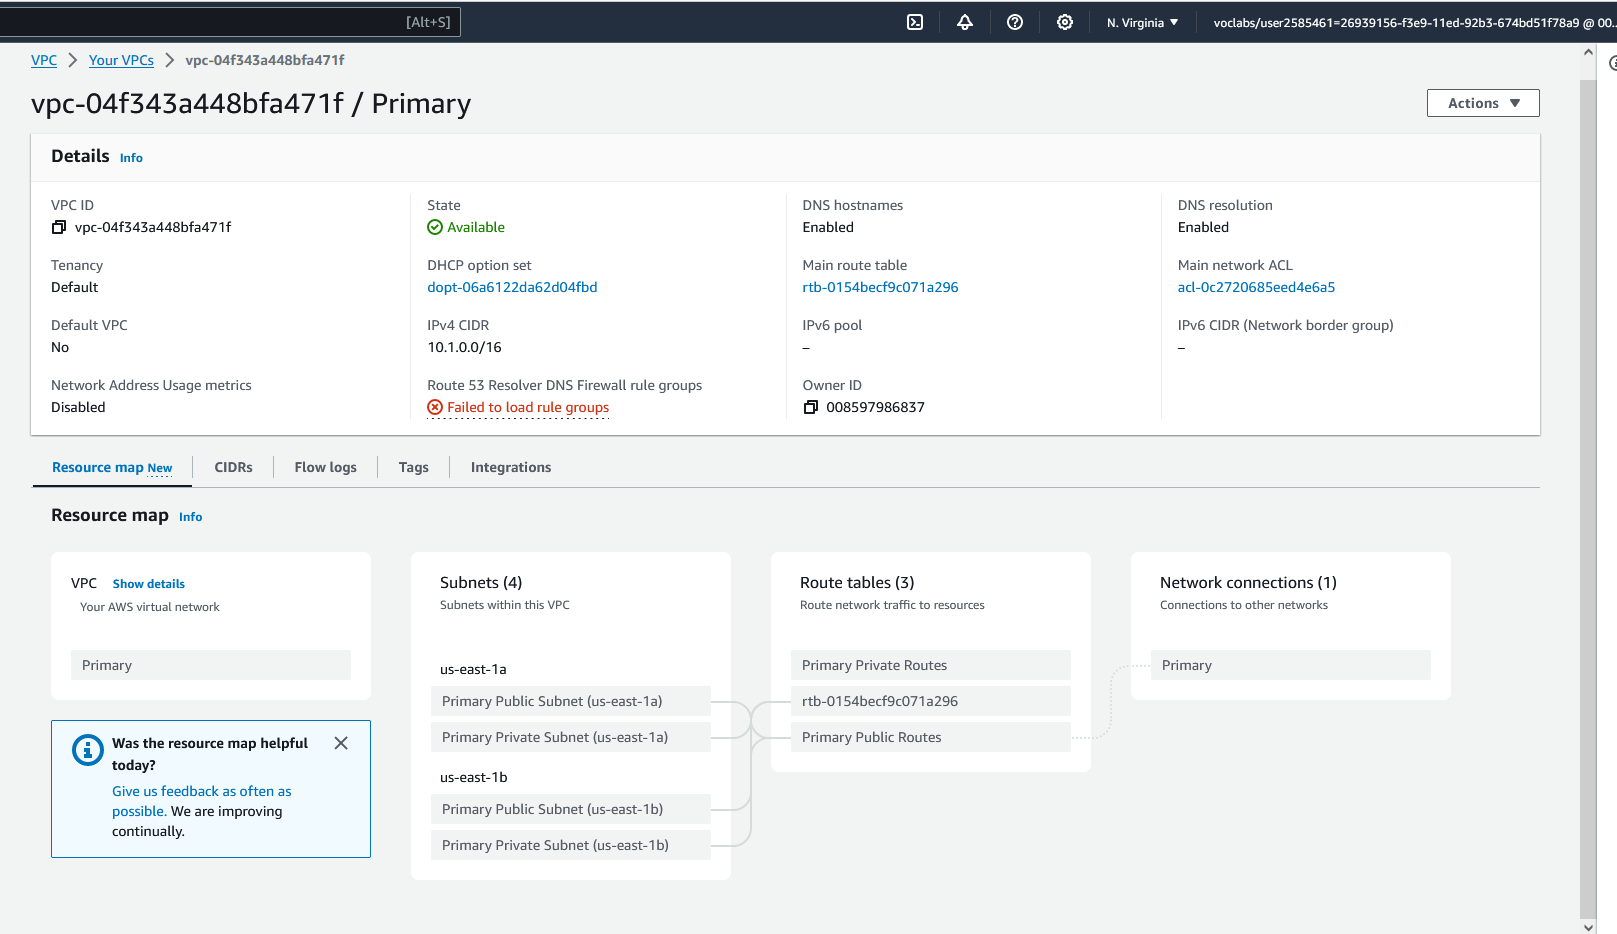 [Alt+S]
N. Virginia
voclabs/user2585461=26939156-f3e9-11ed-92b3-674bd51f78a9 @ 00...
VPC
Your VPCs
vpc-04f343a448bfa471f
vpc-04f343a448bfa471f / Primary
Actions
Details Info
VPC ID
vpc-04f343a448bfa471f
State
Available
DNS hostnames
Enabled
DNS resolution
Enabled
Tenancy
Default
DHCP option set
dopt-06a6122da62d04fbd
Main route table
rtb-0154becf9c071a296
Main network ACL
acl-0c2720685eed4e6a5
Default VPC
No
IPv4 CIDR
10.1.0.0/16
IPv6 pool
–
IPv6 CIDR (Network border group)
–
Network Address Usage metrics
Disabled
Route 53 Resolver DNS Firewall rule groups
Failed to load rule groups
Owner ID
008597986837
Resource map New
CIDRs
Flow logs
Tags
Integrations
Resource map Info
VPC Show details
Your AWS virtual network
Primary
Was the resource map helpful
today?
Give us feedback as often as
possible. We are improving
continually.
Subnets (4)
Subnets within this VPC
us-east-1a
Primary Public Subnet (us-east-1a)
Primary Private Subnet (us-east-1a)
us-east-1b
Primary Public Subnet (us-east-1b)
Primary Private Subnet (us-east-1b)
Route tables (3)
Route network traffic to resources
Primary Private Routes
rtb-0154becf9c071a296
Primary Public Routes
Network connections (1)
Connections to other networks
Primary